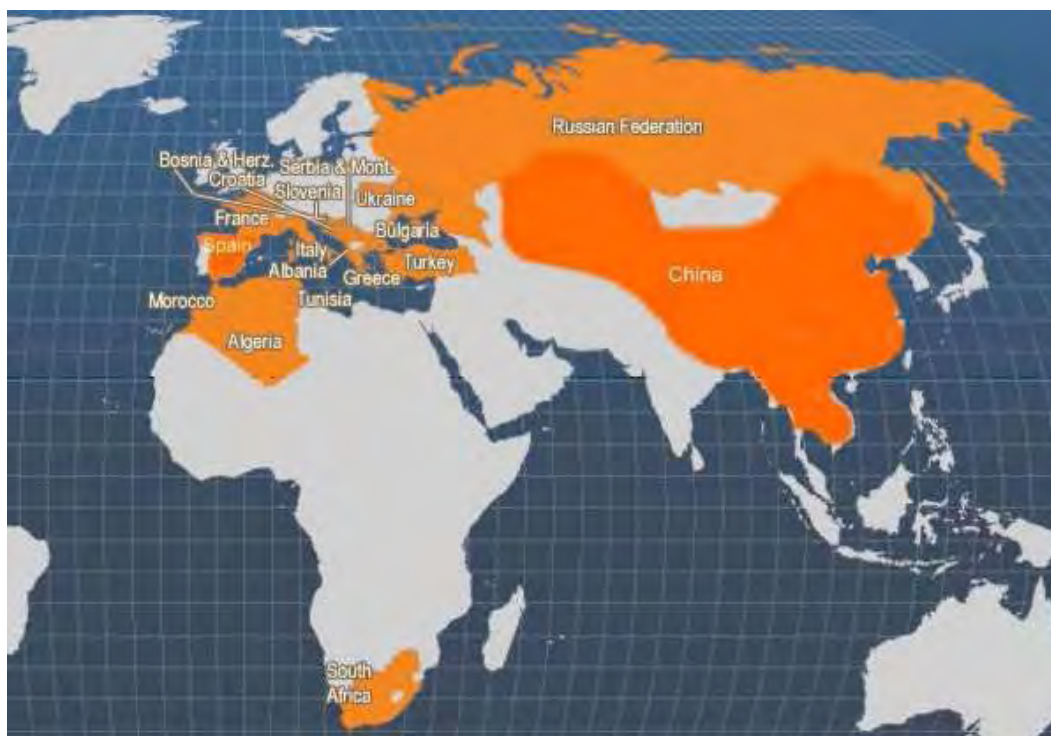 Russian Federation
Bosnia & Herz.
Serbia & Mont.
Croatia
Slovenia
Ukraine
France
Bulgaria
Spain
Italy
Albania
Turkey
Greece
China
Morocco
Tunisia
Algeria
South
Africa